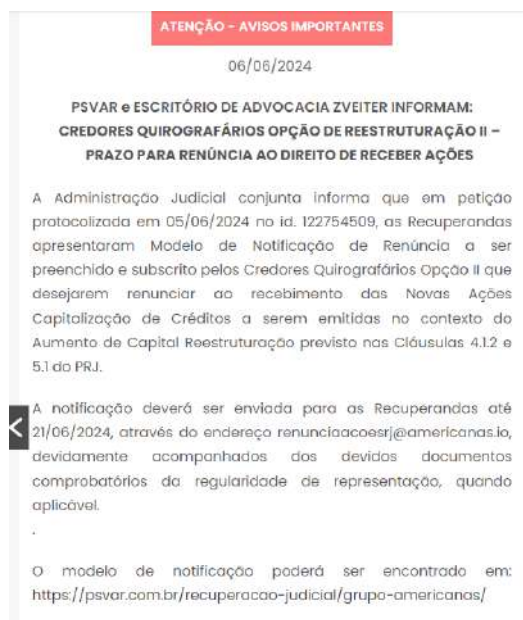 ATENÇÃO - AVISOS IMPORTANTES
06/06/2024
PSVAR e ESCRITÓRIO DE ADVOCACIA ZVEITER INFORMAM:
CREDORES QUIROGRAFÁRIOS OPÇÃO DE REESTRUTURAÇÃO II –
PRAZO PARA RENÚNCIA AO DIREITO DE RECEBER AÇÕES
A Administração Judicial conjunta informa que em petição
protocolizada em 05/06/2024 no id. 122754509, as Recuperandas
apresentaram Modelo de Notificação de Renúncia a ser
preenchido e subscrito pelos Credores Quirografários Opção II que
desejarem renunciar ao recebimento das Novas Ações
Capitalização de Créditos a serem emitidas no contexto do
Aumento de Capital Reestruturação previsto nas Cláusulas 4.1.2 e
5.1 do PRJ.
A notificação deverá ser enviada para as Recuperandas até
21/06/2024, através do endereço renunciaacoesrj@americanas.io,
devidamente acompanhados dos devidos documentos
comprobatórios da regularidade de representação, quando
aplicável.
.
O modelo de notificação poderá ser encontrado em:
https://psvar.com.br/recuperacao-judicial/grupo-americanas/